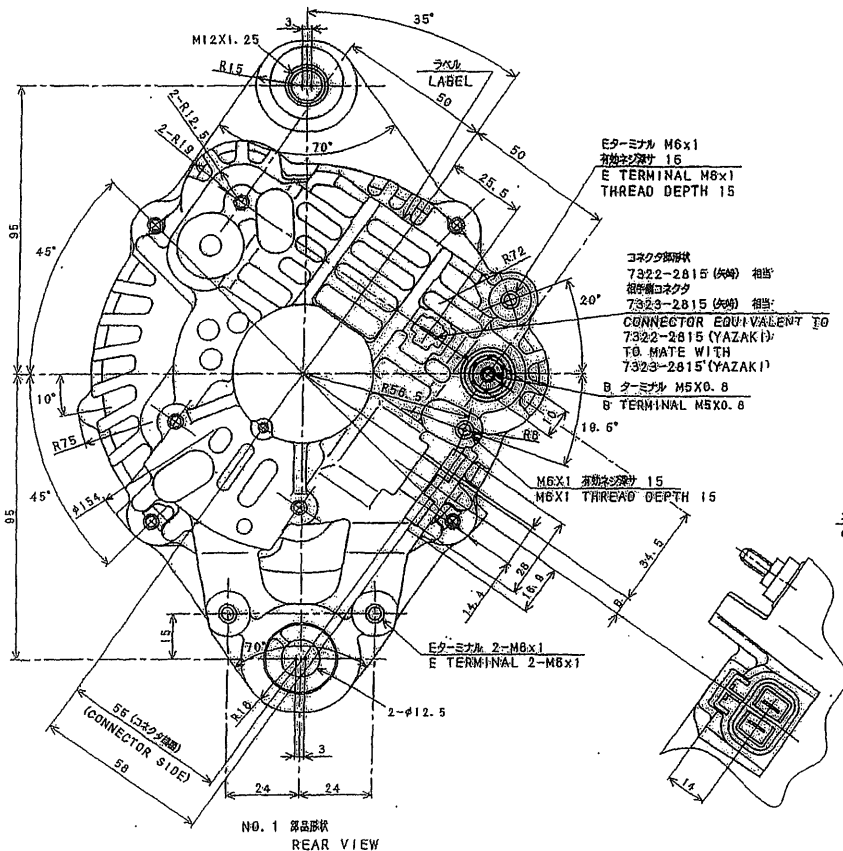 3
35°
M12X1.25
R15
ラベル
LABEL
50
50
2-R12.5
2-R19
70°
25.5
Eターミナル M6x1
有効ネジ深サ 15
E TERMINAL M6x1
THREAD DEPTH 15
95
45°
R72
20°
コネクタ部形状
7322-2815 (矢崎) 相当
相手側コネクタ
7323-2815 (矢崎) 相当
CONNECTOR EQUIVALENT TO
7322-2815 (YAZAKI)
TO MATE WITH
7323-2815 (YAZAKI)
B ターミナル M5X0.8
B TERMINAL M5X0.8
R56.5
10
10°
R75
R8
19.5°
M6X1 有効ネジ深サ 15
M6X1 THREAD DEPTH 15
45°
φ154
95
34.5
14.4
28
16.9
8
15
70°
Eターミナル 2-M6x1
E TERMINAL 2-M6x1
R18
2-φ12.5
55 (コネクタ側)
(CONNECTOR SIDE)
58
3
24
24
14
NO.1 部品形状
REAR VIEW